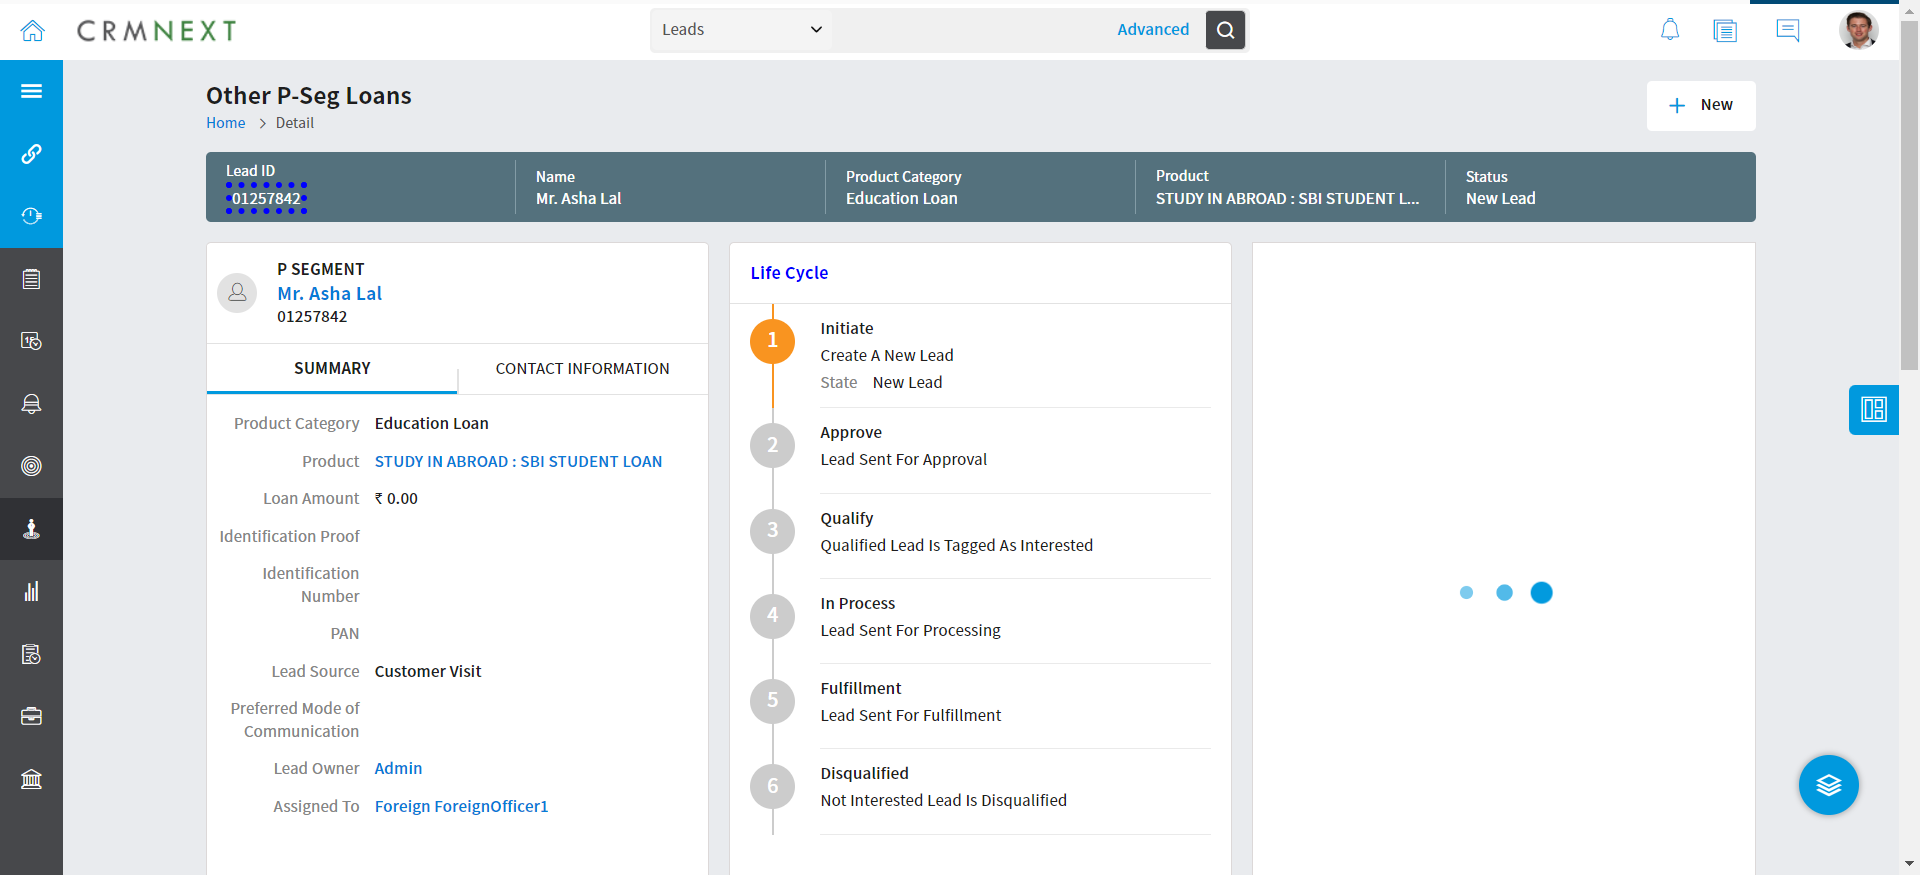 CRMNEXT
Leads
Advanced
Other P-Seg Loans
Home > Detail
+ New
Lead ID
01257842
Name
Mr. Asha Lal
Product Category
Education Loan
Product
STUDY IN ABROAD : SBI STUDENT L...
Status
New Lead
P SEGMENT
Mr. Asha Lal
01257842
SUMMARY
CONTACT INFORMATION
Product Category Education Loan
Product STUDY IN ABROAD : SBI STUDENT LOAN
Loan Amount ₹ 0.00
Identification Proof
Identification
Number
PAN
Lead Source Customer Visit
Preferred Mode of
Communication
Lead Owner Admin
Assigned To Foreign ForeignOfficer1
Life Cycle
1
Initiate
Create A New Lead
State New Lead
2
Approve
Lead Sent For Approval
3
Qualify
Qualified Lead Is Tagged As Interested
4
In Process
Lead Sent For Processing
5
Fulfillment
Lead Sent For Fulfillment
6
Disqualified
Not Interested Lead Is Disqualified